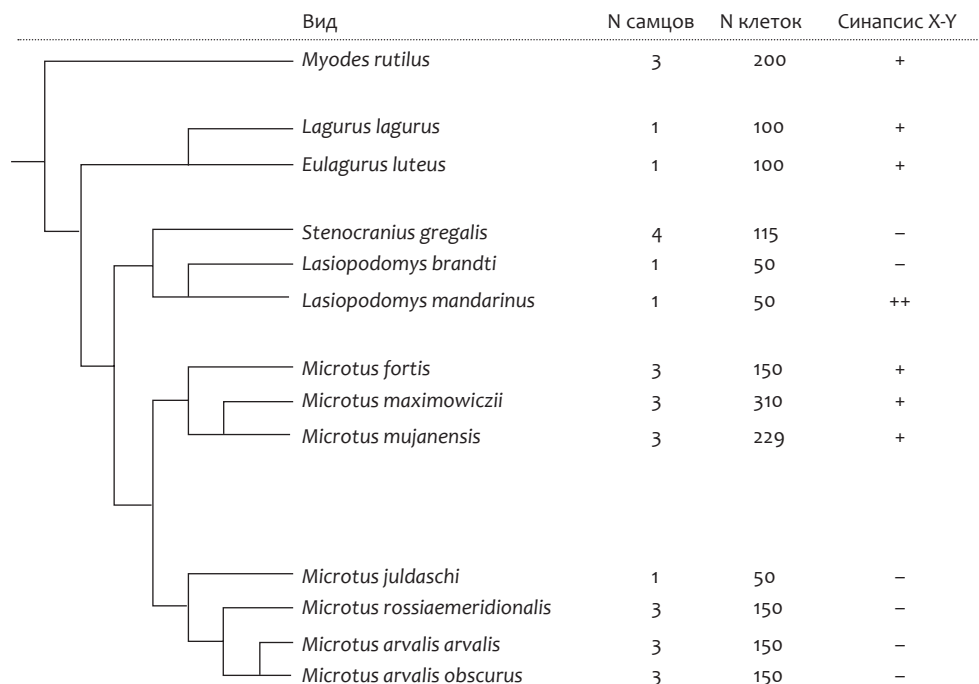 Вид N самцов N клеток Синапсис X-Y
Myodes rutilus 3 200 +
Lagurus lagurus 1 100 +
Eulagurus luteus 1 100 +
Stenocranius gregalis 4 115 –
Lasiopodomys brandti 1 50 –
Lasiopodomys mandarinus 1 50 ++
Microtus fortis 3 150 +
Microtus maximowiczii 3 310 +
Microtus mujanensis 3 229 +
Microtus juldaschi 1 50 –
Microtus rossiaemeridionalis 3 150 –
Microtus arvalis arvalis 3 150 –
Microtus arvalis obscurus 3 150 –